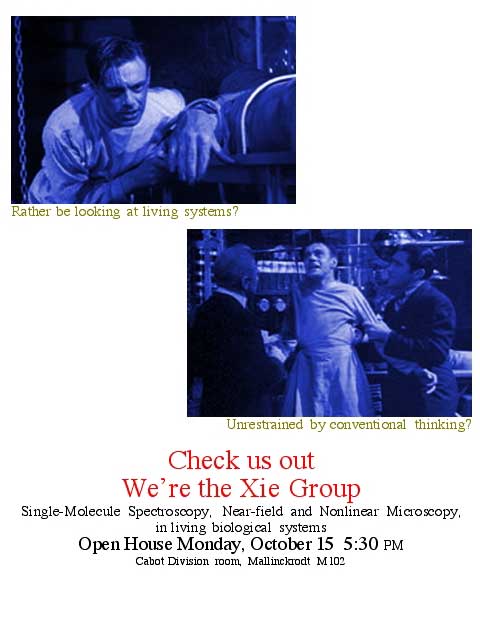 Rather be looking at living systems?
Unrestrained by conventional thinking?
Check us out
We're the Xie Group
Single-Molecule Spectroscopy, Near-field and Nonlinear Microscopy,
in living biological systems
Open House Monday, October 15 5:30 PM
Cabot Division room, Mallinckrodt M102